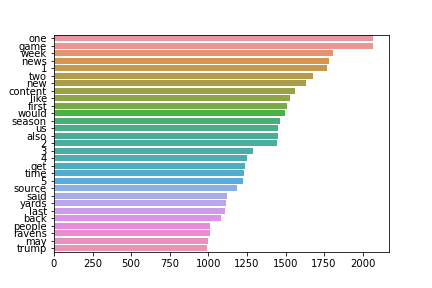 one
game
week
news
1
two
new
content
like
first
would
season
us
also
2
3
4
get
time
5
source
said
yards
last
back
people
ravens
may
trump
0 250 500 750 1000 1250 1500 1750 2000